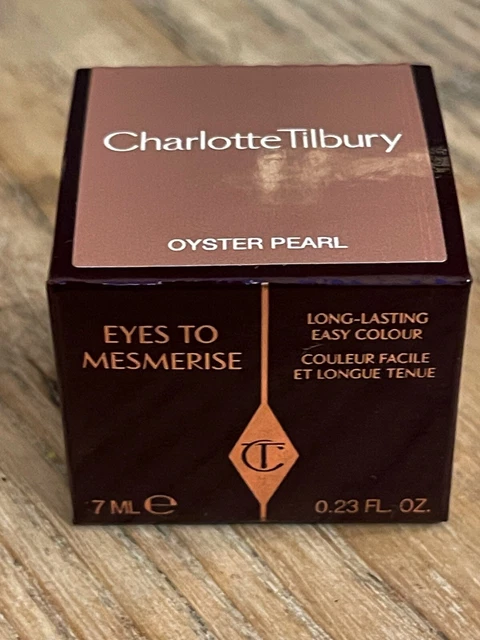 CharlotteTilbury
OYSTER PEARL
EYES TO
MESMERISE
LONG-LASTING
EASY COLOUR
COULEUR FACILE
ET LONGUE TENUE
CT
7 ML ℮
0.23 FL. OZ.